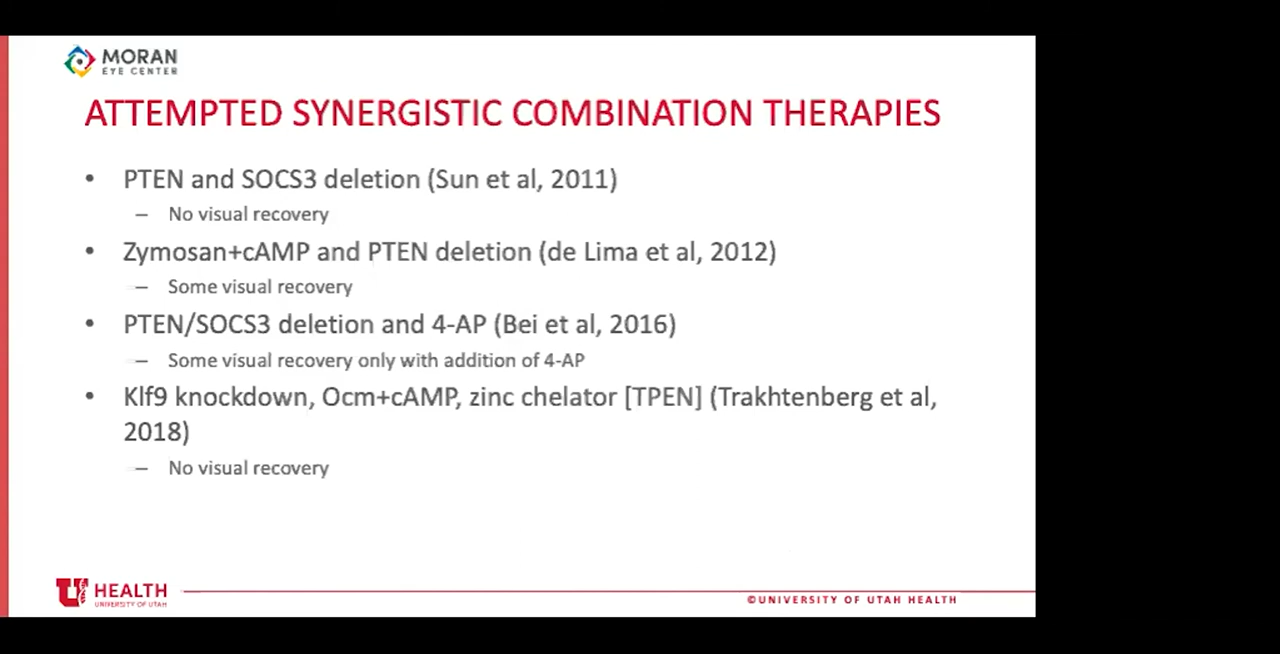 MORAN
EYE CENTER
ATTEMPTED SYNERGISTIC COMBINATION THERAPIES
• PTEN and SOCS3 deletion (Sun et al, 2011)
– No visual recovery
• Zymosan+cAMP and PTEN deletion (de Lima et al, 2012)
– Some visual recovery
• PTEN/SOCS3 deletion and 4-AP (Bei et al, 2016)
– Some visual recovery only with addition of 4-AP
• Klf9 knockdown, Ocm+cAMP, zinc chelator [TPEN] (Trakhtenberg et al,
2018)
– No visual recovery
U HEALTH
UNIVERSITY OF UTAH
©UNIVERSITY OF UTAH HEALTH